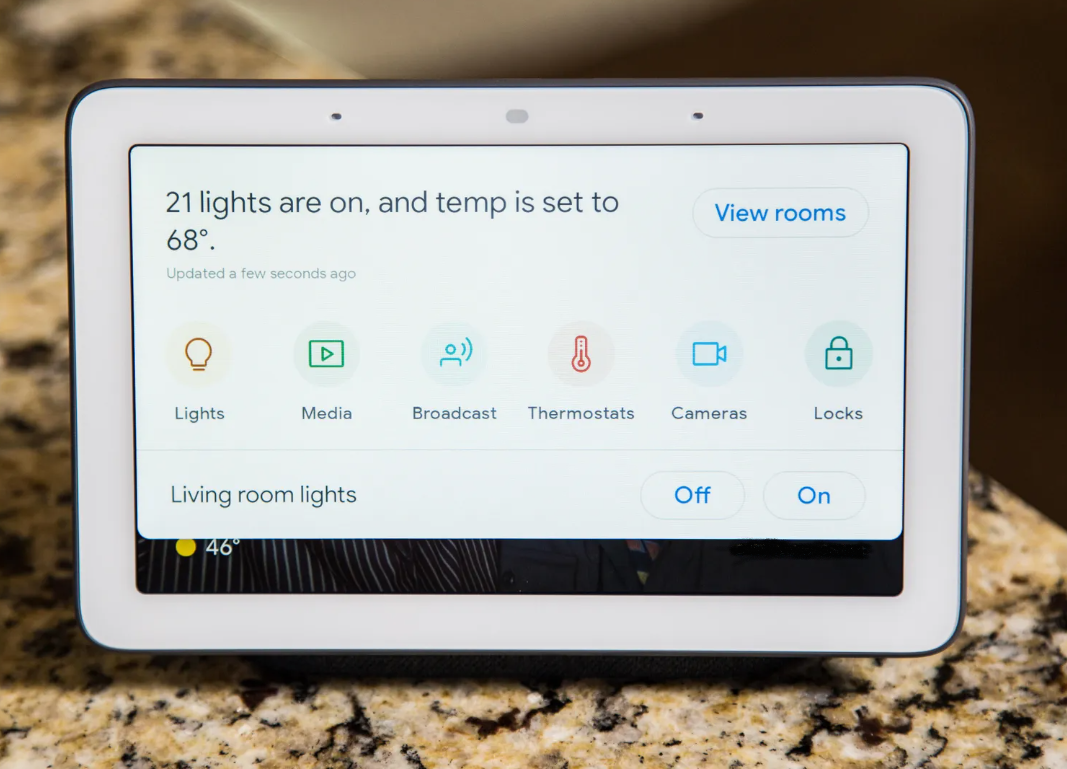 21 lights are on, and temp is set to
68°.
View rooms
Updated a few seconds ago
Lights
Media
Broadcast
Thermostats
Cameras
Locks
Living room lights
Off
On
46°